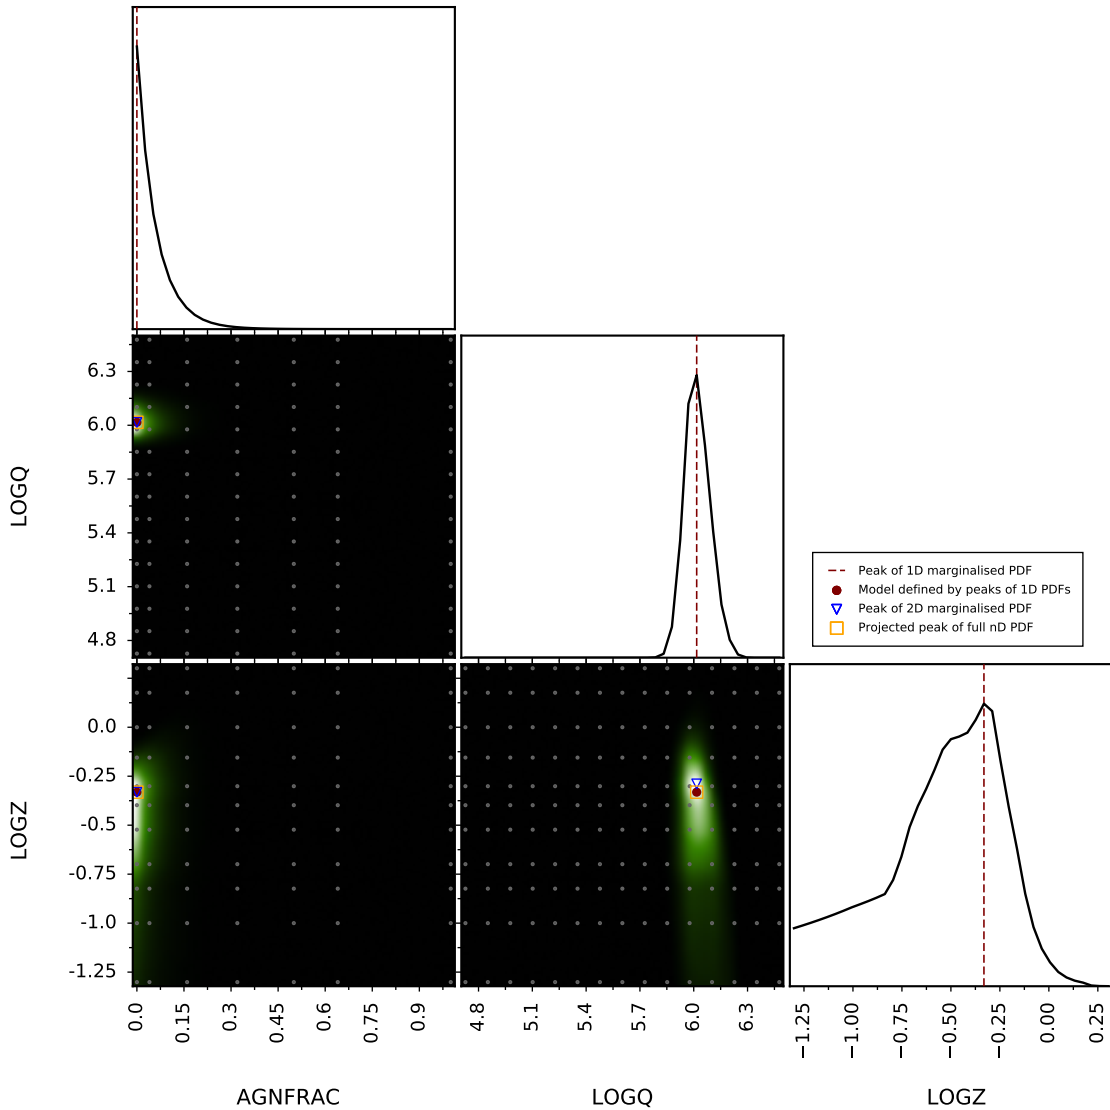 6.3
6.0
5.7
5.4
5.1
4.8
LOGQ
Peak of 1D marginalised PDF
Model defined by peaks of 1D PDFs
Peak of 2D marginalised PDF
Projected peak of full nD PDF
0.0
-0.25
-0.5
-0.75
-1.0
-1.25
LOGZ
0.0 0.15 0.3 0.45 0.6 0.75 0.9
4.8 5.1 5.4 5.7 6.0 6.3
−1.25 −1.00 −0.75 −0.50 −0.25 0.00 0.25
AGNFRAC LOGQ LOGZ